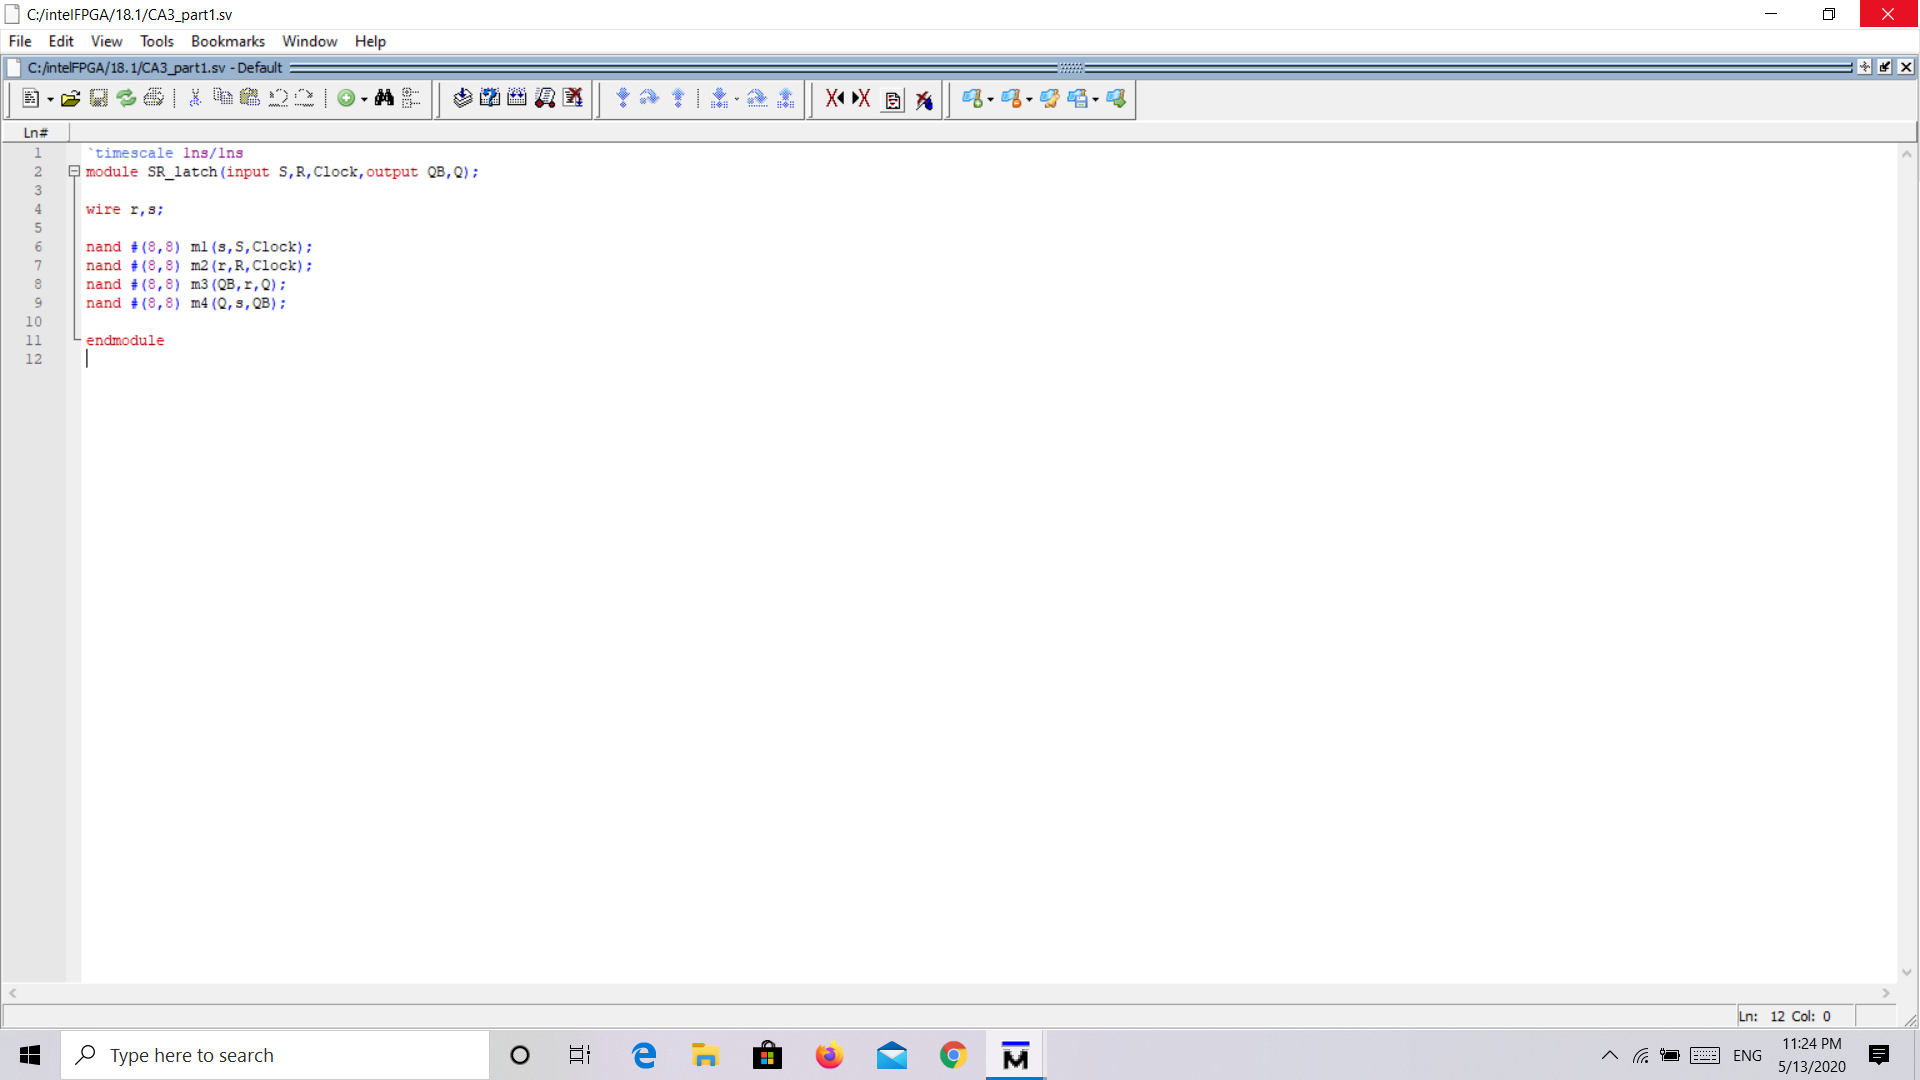 C:/intelFPGA/18.1/CA3_part1.sv
File Edit View Tools Bookmarks Window Help
C:/intelFPGA/18.1/CA3_part1.sv - Default
Ln#
1 `timescale 1ns/1ns
2 module SR_latch(input S,R,Clock,output QB,Q);
3
4 wire r,s;
5
6 nand #(8,8) m1(s,S,Clock);
7 nand #(8,8) m2(r,R,Clock);
8 nand #(8,8) m3(QB,r,Q);
9 nand #(8,8) m4(Q,s,QB);
10
11 endmodule
12
Ln: 12 Col: 0
Type here to search
ENG
11:24 PM
5/13/2020